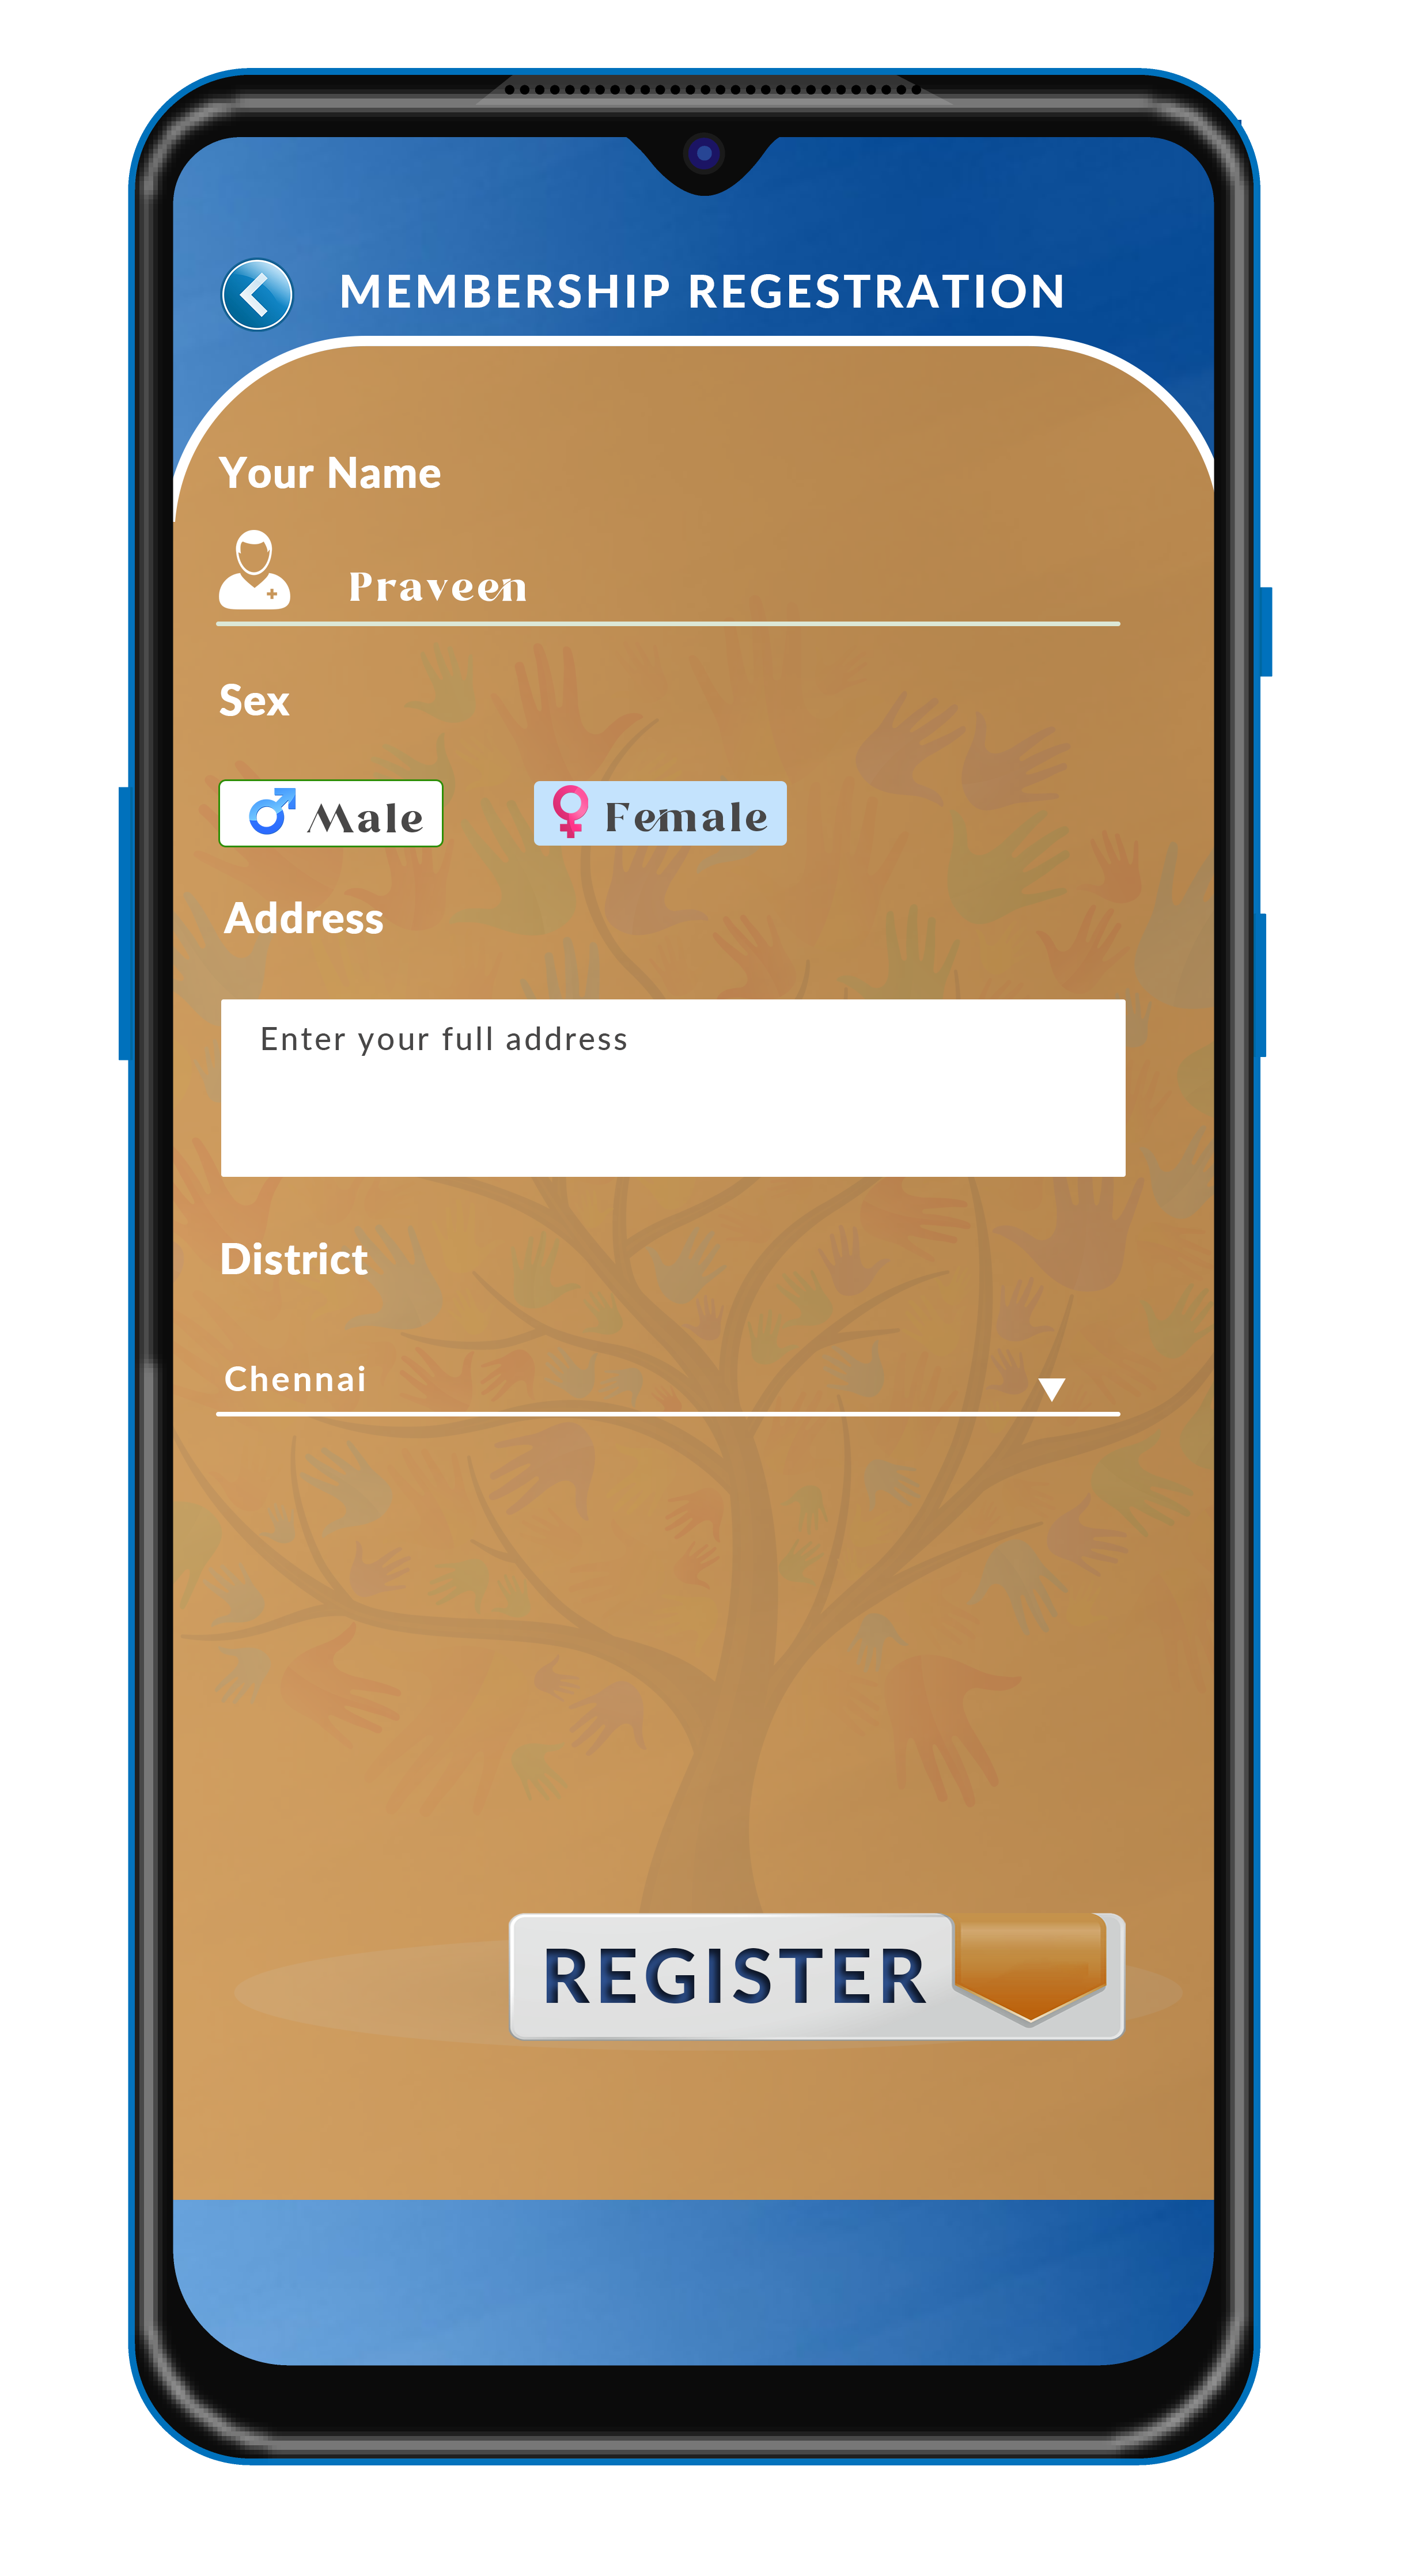 MEMBERSHIP REGESTRATION
Your Name
Praveen
Sex
Male Female
Address
Enter your full address
District
Chennai
REGISTER